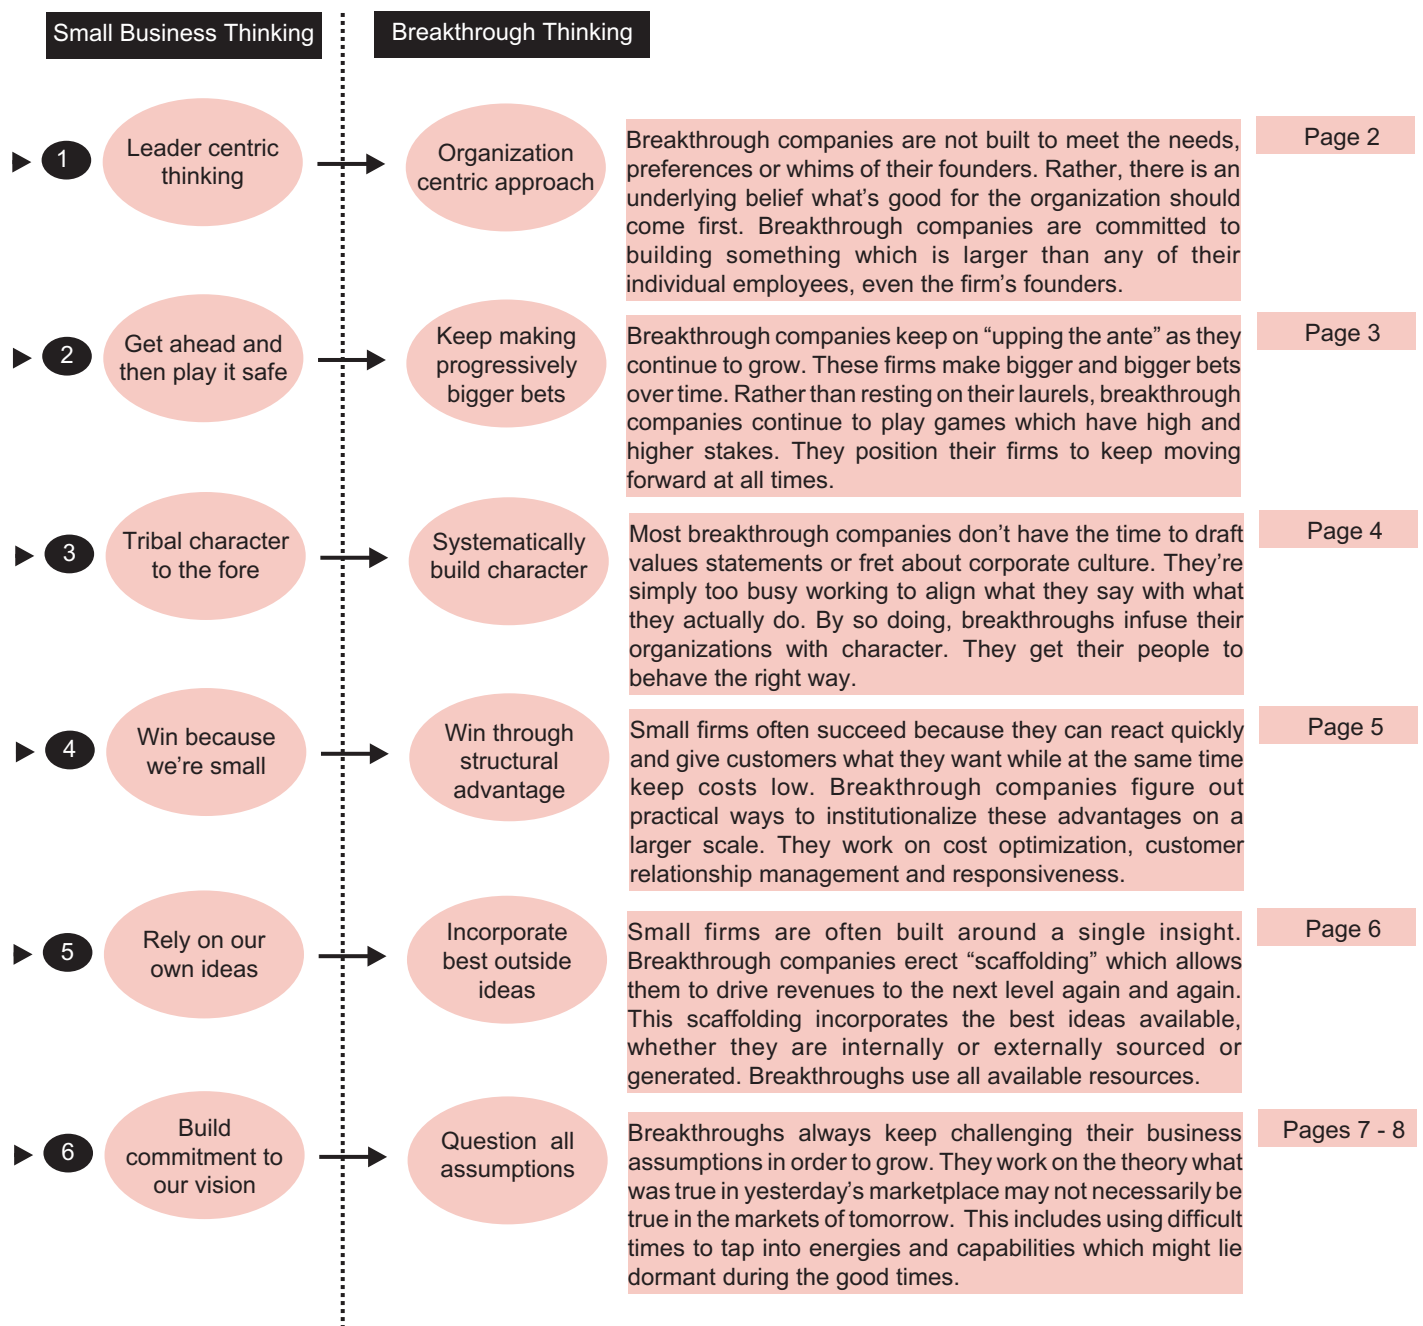 Small Business Thinking
Breakthrough Thinking
1
Leader centric
thinking
Organization
centric approach
Breakthrough companies are not built to meet the needs,
preferences or whims of their founders. Rather, there is an
underlying belief what’s good for the organization should
come first. Breakthrough companies are committed to
building something which is larger than any of their
individual employees, even the firm’s founders.
Page 2
2
Get ahead and
then play it safe
Keep making
progressively
bigger bets
Breakthrough companies keep on “upping the ante” as they
continue to grow. These firms make bigger and bigger bets
over time. Rather than resting on their laurels, breakthrough
companies continue to play games which have high and
higher stakes. They position their firms to keep moving
forward at all times.
Page 3
3
Tribal character
to the fore
Systematically
build character
Most breakthrough companies don’t have the time to draft
values statements or fret about corporate culture. They’re
simply too busy working to align what they say with what
they actually do. By so doing, breakthroughs infuse their
organizations with character. They get their people to
behave the right way.
Page 4
4
Win because
we’re small
Win through
structural
advantage
Small firms often succeed because they can react quickly
and give customers what they want while at the same time
keep costs low. Breakthrough companies figure out
practical ways to institutionalize these advantages on a
larger scale. They work on cost optimization, customer
relationship management and responsiveness.
Page 5
5
Rely on our
own ideas
Incorporate
best outside
ideas
Small firms are often built around a single insight.
Breakthrough companies erect “scaffolding” which allows
them to drive revenues to the next level again and again.
This scaffolding incorporates the best ideas available,
whether they are internally or externally sourced or
generated. Breakthroughs use all available resources.
Page 6
6
Build
commitment to
our vision
Question all
assumptions
Breakthroughs always keep challenging their business
assumptions in order to grow. They work on the theory what
was true in yesterday’s marketplace may not necessarily be
true in the markets of tomorrow. This includes using difficult
times to tap into energies and capabilities which might lie
dormant during the good times.
Pages 7 - 8